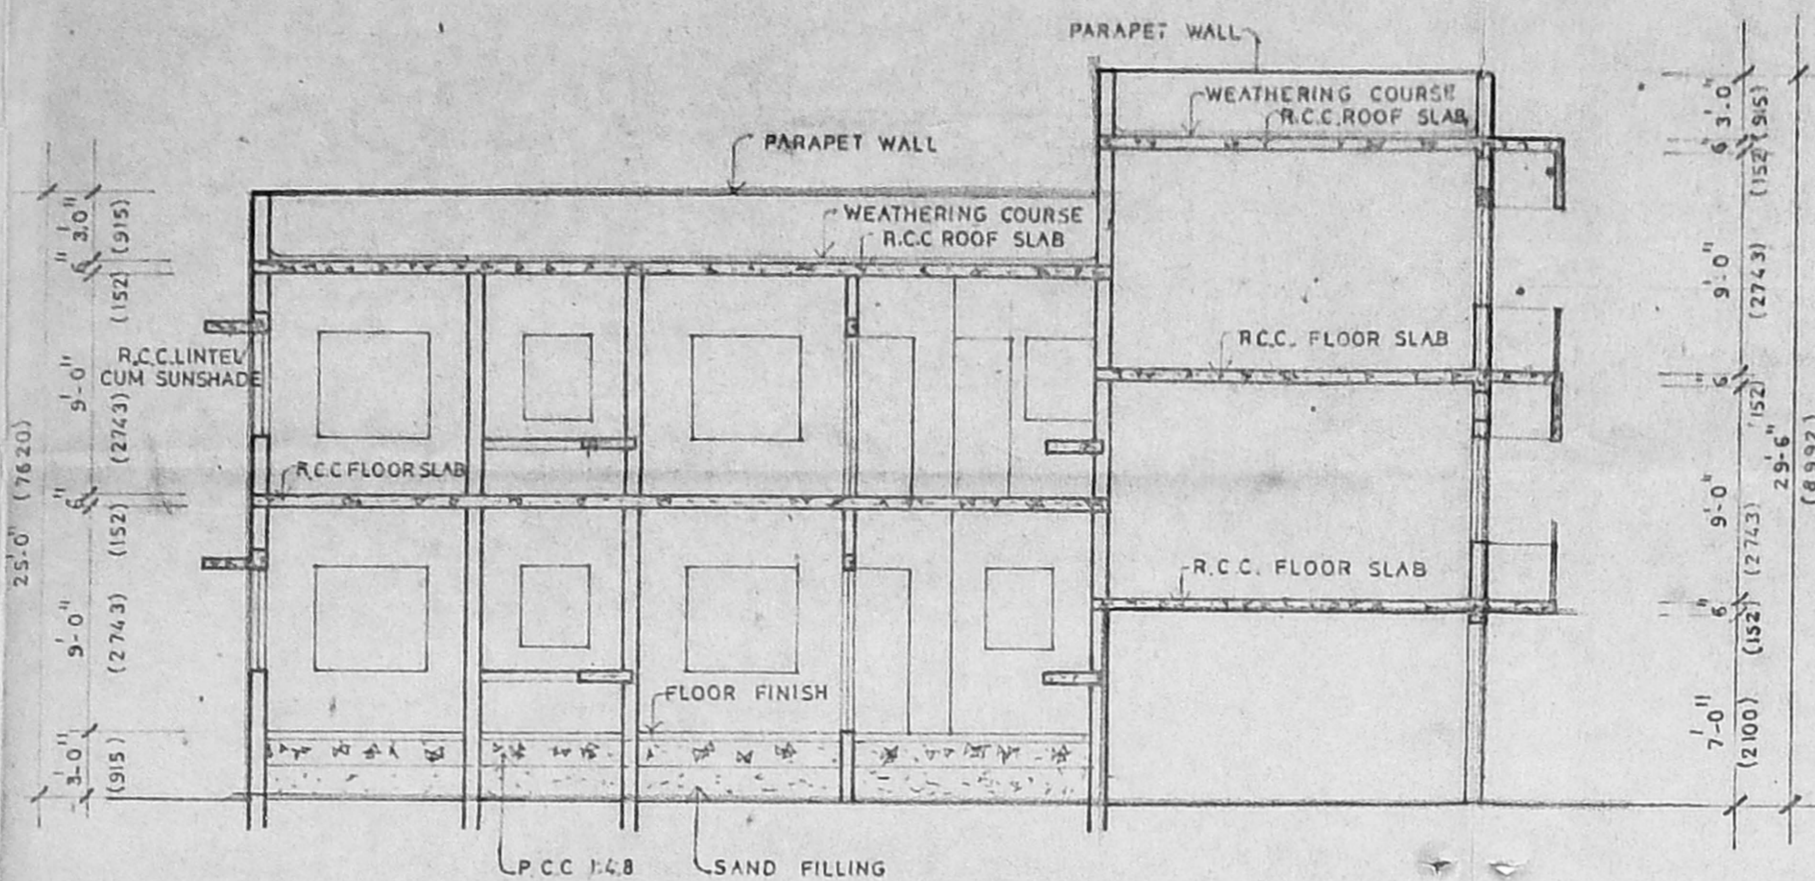 PARAPET WALL
WEATHERING COURSE
R.C.C.ROOF SLAB
PARAPET WALL
WEATHERING COURSE
R.C.C ROOF SLAB
R.C.C.LINTEL
CUM SUNSHADE
R.C.C. FLOOR SLAB
R.C.C FLOOR SLAB
R.C.C. FLOOR SLAB
FLOOR FINISH
P.C.C 1:4:8
SAND FILLING
25'-0" (7620)
3'.0"
(915)
6"
(152)
9'-0"
(2743)
6"
(152)
9'-0"
(2743)
3'-0"
(915)
3'-0"
(915)
6"
(152)
9'-0"
(2743)
6"
(152)
9'-0"
(2743)
6"
(152)
7'-0"
(2100)
29'-6"
(8992)